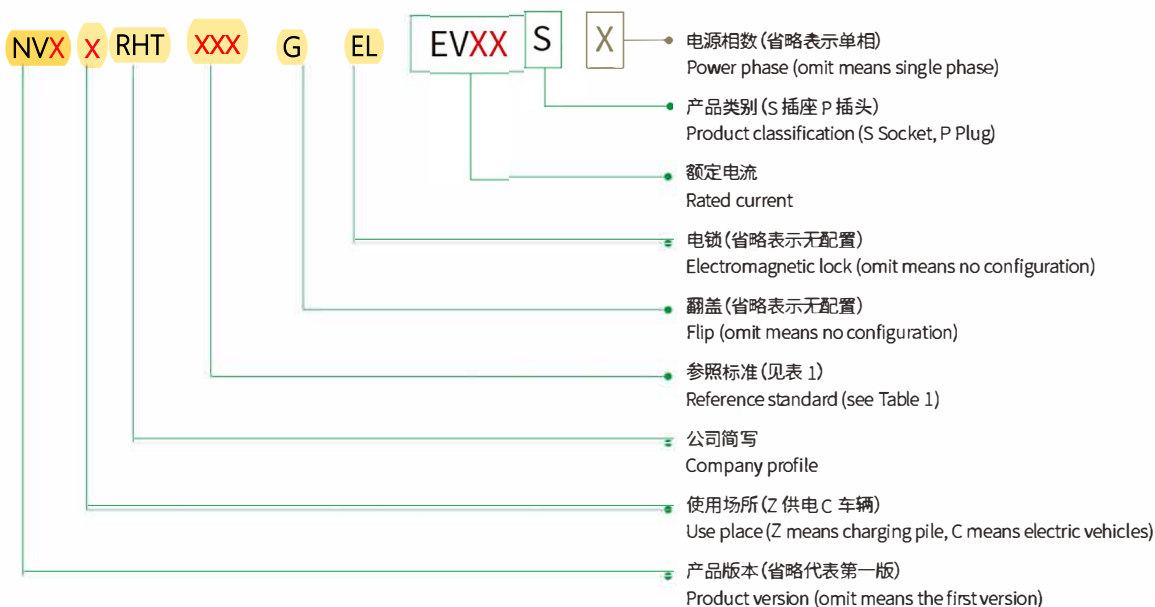 NVX X RHT XXX G EL EVXX S X
电源相数(省略表示单相)
Power phase (omit means single phase)
产品类别(S 插座 P 插头)
Product classification (S Socket, P Plug)
额定电流
Rated current
电锁(省略表示无配置)
Electromagnetic lock (omit means no configuration)
翻盖(省略表示无配置)
Flip (omit means no configuration)
参照标准(见表 1)
Reference standard (see Table 1)
公司简写
Company profile
使用场所(Z 供电 C 车辆)
Use place (Z means charging pile, C means electric vehicles)
产品版本(省略代表第一版)
Product version (omit means the first version)